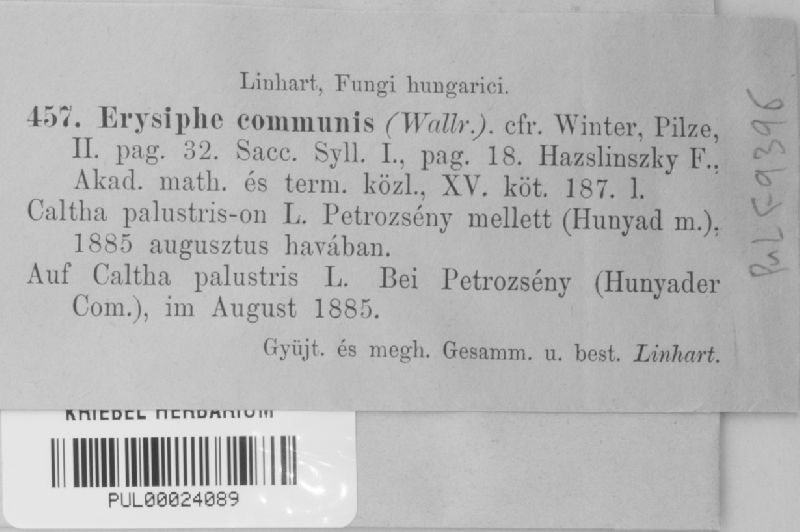 Linhart, Fungi hungarici.
457. Erysiphe communis (Wallr.). cfr. Winter, Pilze,
II. pag. 32. Sacc. Syll. I., pag. 18. Hazslinszky F.,
Akad. math. és term. közl., XV. köt. 187. l.
Caltha palustris-on L. Petrozsény mellett (Hunyad m.),
1885 augusztus havában.
Auf Caltha palustris L. Bei Petrozsény (Hunyader
Com.), im August 1885.
Gyüjt. és megh. Gesamm. u. best. Linhart.
PUL F9396
KRIEBEL HERBARIUM
PUL00024089